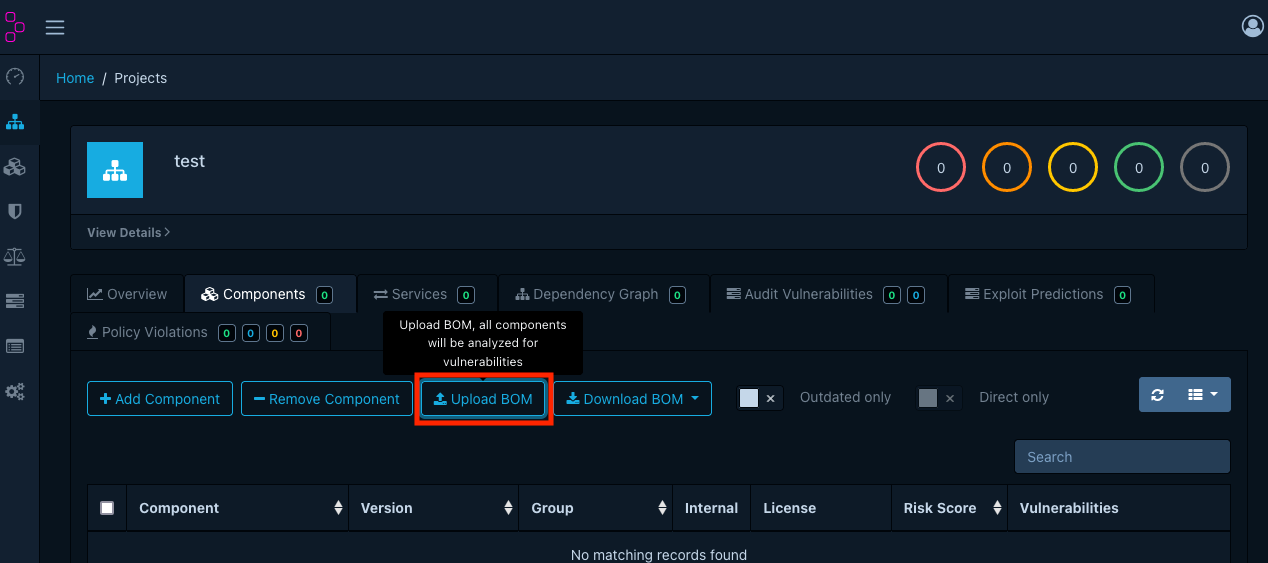 Home / Projects
test
0 0 0 0 0
View Details
Overview Components 0 Services 0 Dependency Graph 0 Audit Vulnerabilities 0 0 Exploit Predictions 0
Policy Violations 0 0 0 0
Upload BOM, all components
will be analyzed for
vulnerabilities
Add Component Remove Component Upload BOM Download BOM Outdated only Direct only
Search
Component Version Group Internal License Risk Score Vulnerabilities
No matching records found